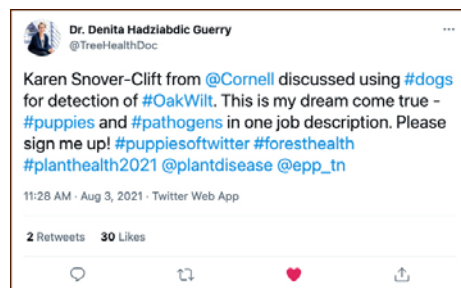 Dr. Denita Hadziabdic Guerry
@TreeHealthDoc
Karen Snover-Clift from @Cornell discussed using #dogs
for detection of #OakWilt. This is my dream come true -
#puppies and #pathogens in one job description. Please
sign me up! #puppiesoftwitter #foresthealth
#planthealth2021 @plantdisease @epp_tn
11:28 AM · Aug 3, 2021 · Twitter Web App
2 Retweets 30 Likes